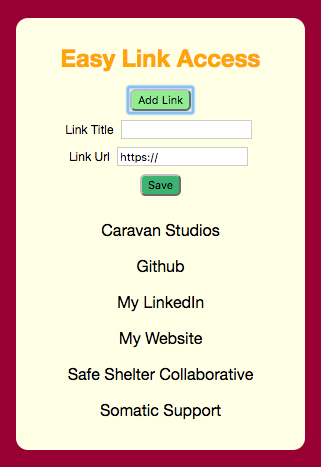 Easy Link Access
Add Link
Link Title
Link Url https://
Save
Caravan Studios
Github
My LinkedIn
My Website
Safe Shelter Collaborative
Somatic Support